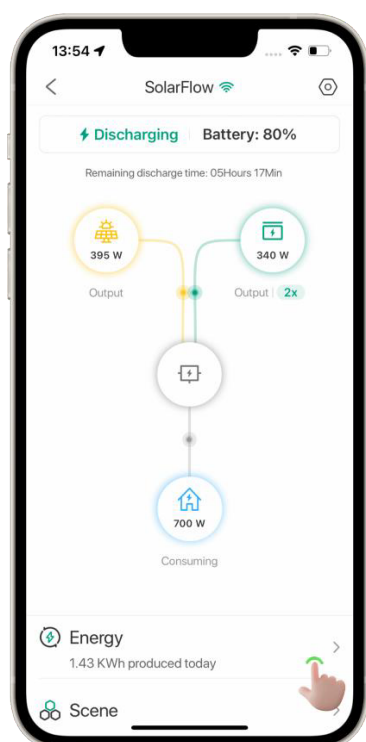 13:54
SolarFlow
Discharging Battery: 80%
Remaining discharge time: 05Hours 17Min
395 W
340 W
Output
Output 2x
700 W
Consuming
Energy
1.43 KWh produced today
Scene